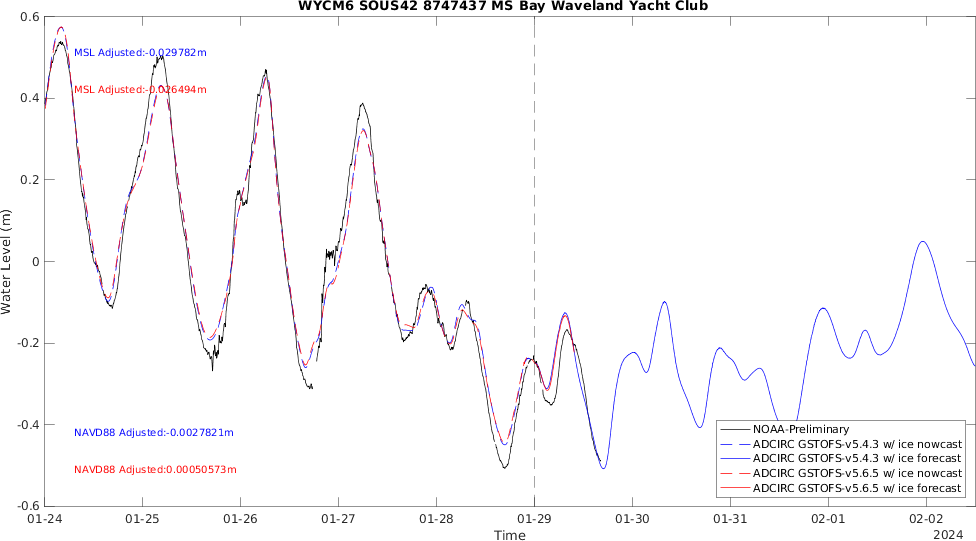 WYCM6 SOUS42 8747437 MS Bay Waveland Yacht Club
0.6
MSL Adjusted:-0.029782m
MSL Adjusted:-0.026494m
0.4
0.2
0
-0.2
-0.4
-0.6
Water Level (m)
NAVD88 Adjusted:-0.0027821m
NAVD88 Adjusted:0.00050573m
NOAA-Preliminary
ADCIRC GSTOFS-v5.4.3 w/ ice nowcast
ADCIRC GSTOFS-v5.4.3 w/ ice forecast
ADCIRC GSTOFS-v5.6.5 w/ ice nowcast
ADCIRC GSTOFS-v5.6.5 w/ ice forecast
01-24 01-25 01-26 01-27 01-28 01-29 01-30 01-31 02-01 02-02
Time
2024